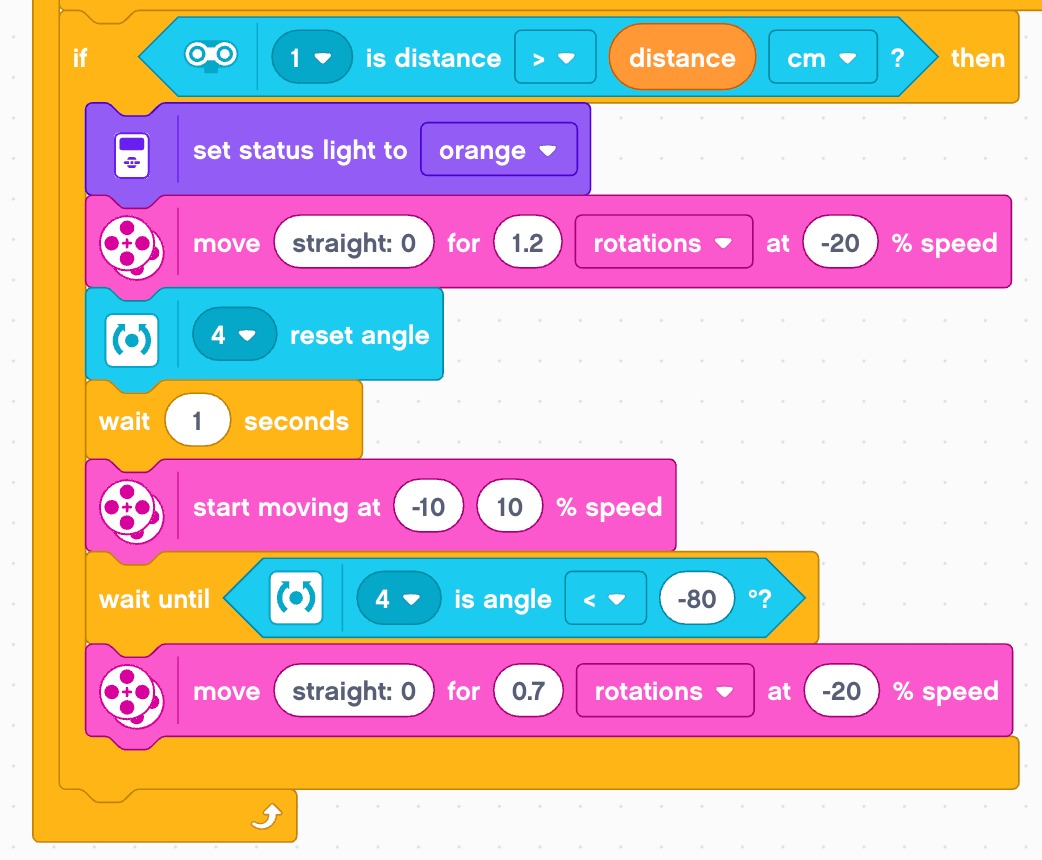 if 1 is distance > distance cm ? then
set status light to orange
move straight: 0 for 1.2 rotations at -20 % speed
4 reset angle
wait 1 seconds
start moving at -10 10 % speed
wait until 4 is angle < -80 °?
move straight: 0 for 0.7 rotations at -20 % speed